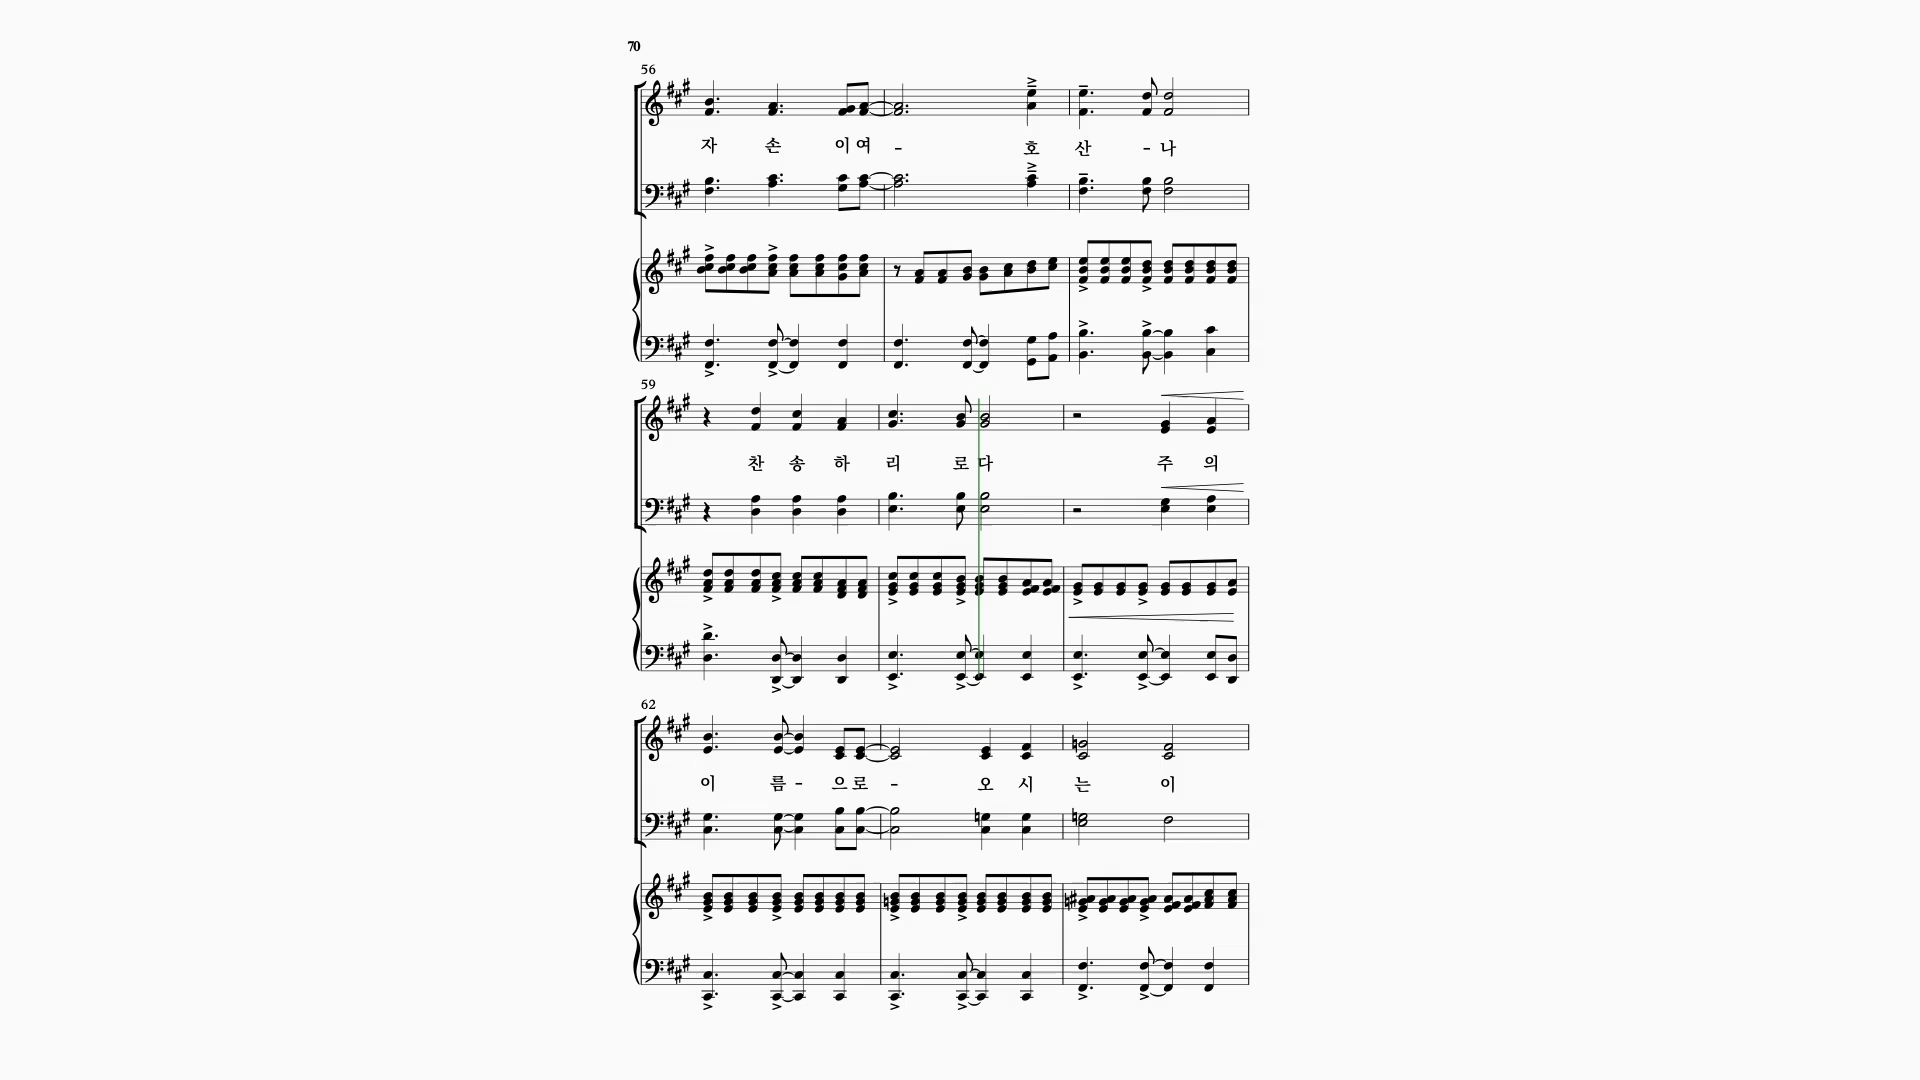 70
56
자 손 이 여 - 호 산 - 나
59
찬 송 하 리 로 다 주 의
62
이 름 - 으 로 - 오 시 는 이